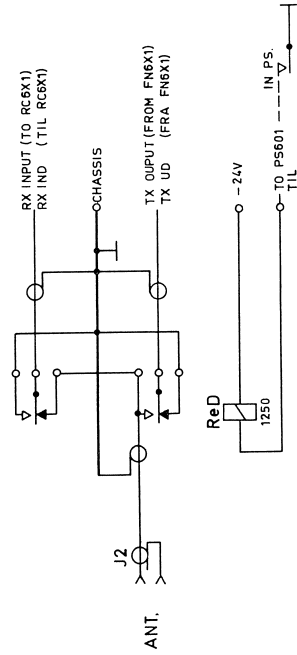 RX INPUT (TO RC6X1)
RX IND (TIL RC6X1)
CHASSIS
TX OUPUT (FROM FN6X1)
TX UD (FRA FN6X1)
J2
ANT.
- 24V
TO PS601 IN PS.
TIL
ReD
1250